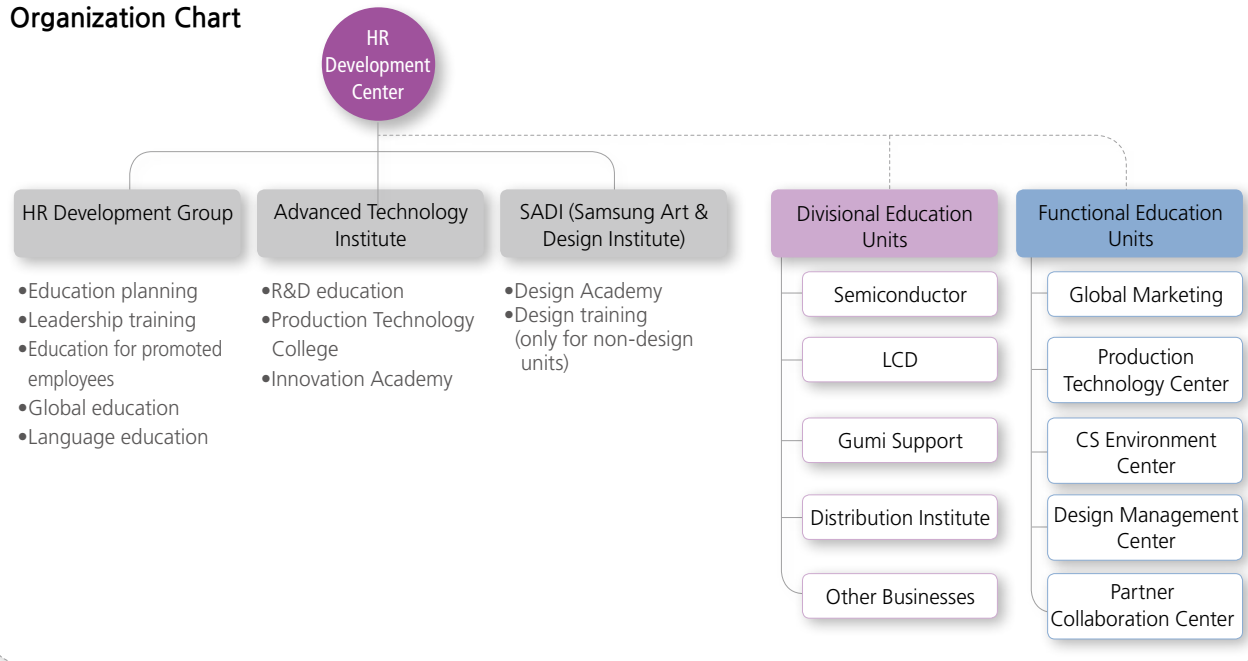 Organization Chart
HR
Development
Center
HR Development Group
•Education planning
•Leadership training
•Education for promoted
employees
•Global education
•Language education
Advanced Technology
Institute
•R&D education
•Production Technology
College
•Innovation Academy
SADI (Samsung Art &
Design Institute)
•Design Academy
•Design training
(only for non-design
units)
Divisional Education
Units
Semiconductor
LCD
Gumi Support
Distribution Institute
Other Businesses
Functional Education
Units
Global Marketing
Production
Technology Center
CS Environment
Center
Design Management
Center
Partner
Collaboration Center